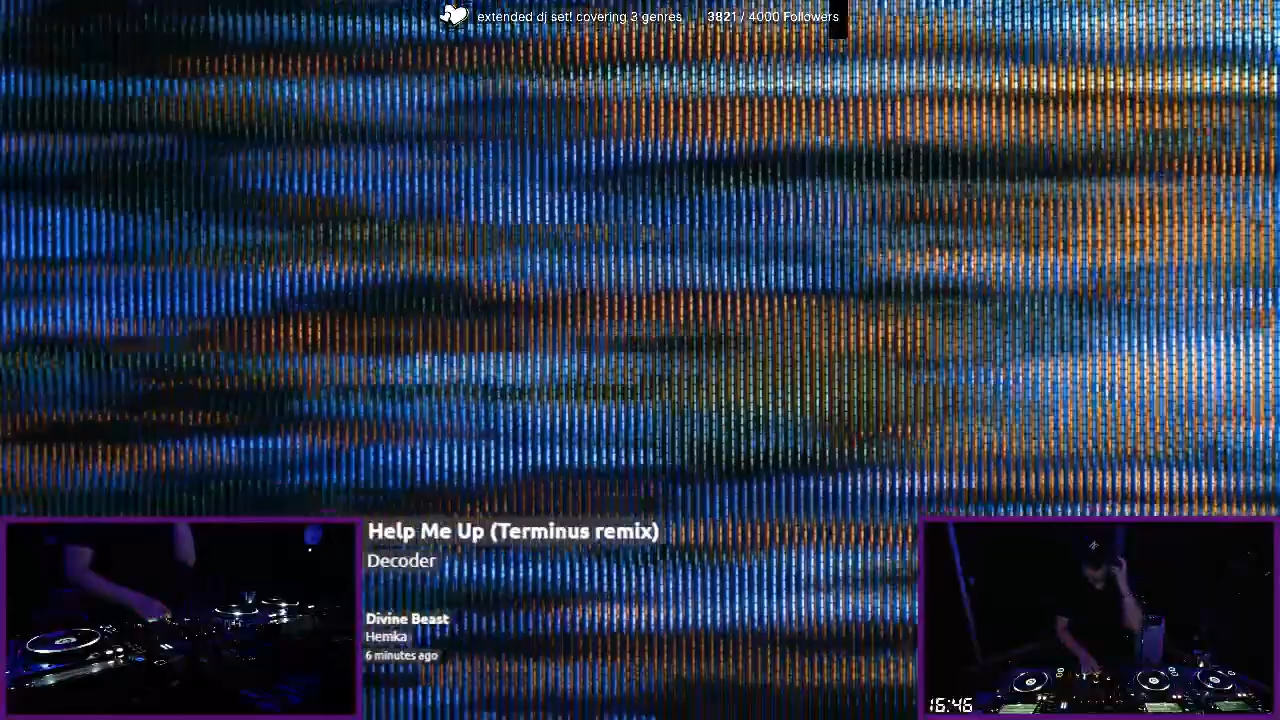 extended dj set! covering 3 genres 3821 / 4000 Followers
Help Me Up (Terminus remix)
Decoder
Divine Beast
Hemka
6 minutes ago
16:46